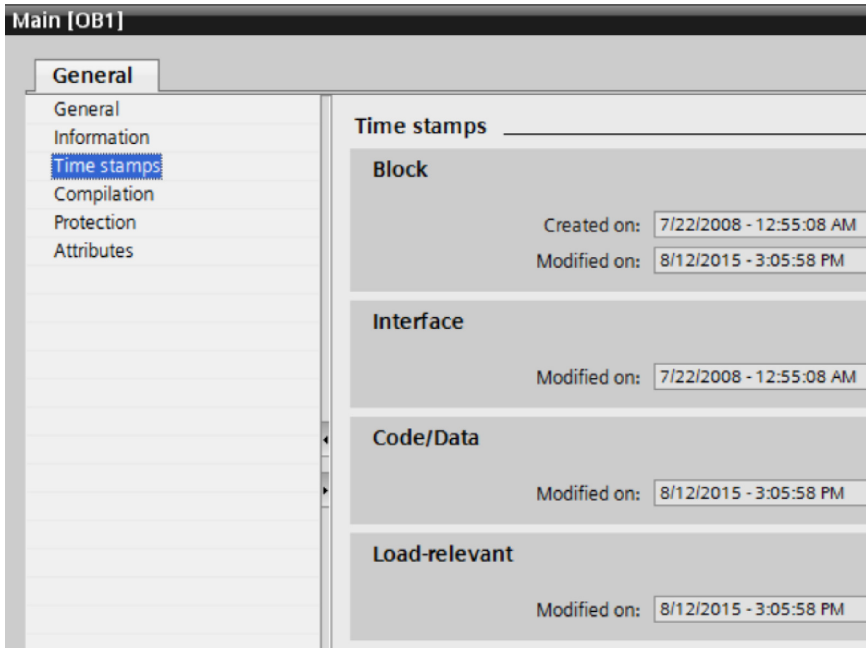 Main [OB1]
General
General
Information
Time stamps
Compilation
Protection
Attributes
Time stamps
Block
Created on: 7/22/2008 - 12:55:08 AM
Modified on: 8/12/2015 - 3:05:58 PM
Interface
Modified on: 7/22/2008 - 12:55:08 AM
Code/Data
Modified on: 8/12/2015 - 3:05:58 PM
Load-relevant
Modified on: 8/12/2015 - 3:05:58 PM